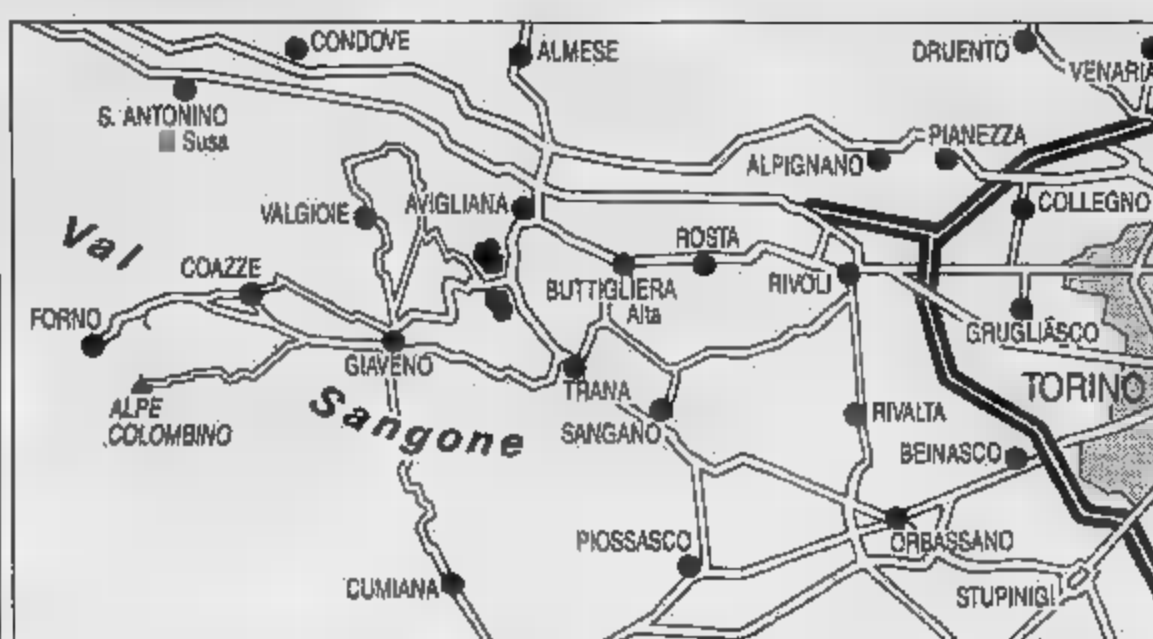 CONDOVE
ALMESE
DRUENTO
VENARIA
S. ANTONINO
Susa
PIANEZZA
ALPIGNANO
VALGIOIE
AVIGLIANA
COLLEGNO
Val
ROSTA
COAZZE
BUTTIGLIERA
Alta
RIVOLI
FORNO
GRUGLIASCO
GIAVENO
TRANA
TORINO
ALPE
COLOMBINO
Sangone
SANGANO
RIVALTA
BEINASCO
PIOSSASCO
ORBASSANO
CUMIANA
STUPINIGI